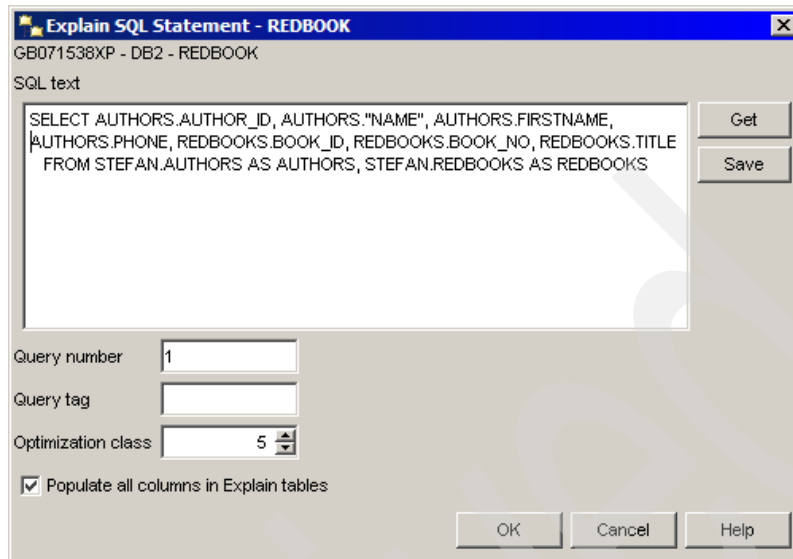 Explain SQL Statement - REDBOOK
GB071538XP - DB2 - REDBOOK
SQL text
SELECT AUTHORS.AUTHOR_ID, AUTHORS."NAME", AUTHORS.FIRSTNAME,
AUTHORS.PHONE, REDBOOKS.BOOK_ID, REDBOOKS.BOOK_NO, REDBOOKS.TITLE
FROM STEFAN.AUTHORS AS AUTHORS, STEFAN.REDBOOKS AS REDBOOKS
Get
Save
Query number 1
Query tag
Optimization class 5
Populate all columns in Explain tables
OK Cancel Help